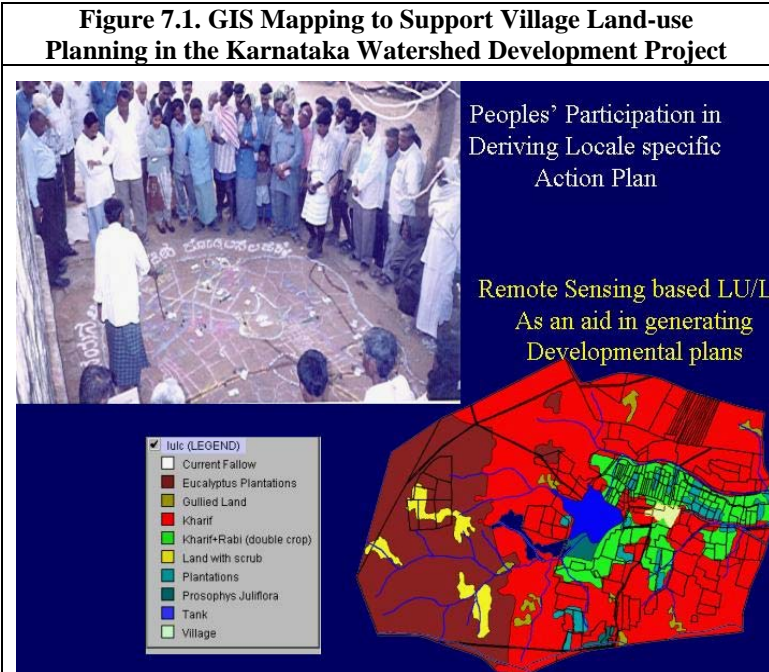 Figure 7.1. GIS Mapping to Support Village Land-use
Planning in the Karnataka Watershed Development Project
Peoples' Participation in
Deriving Locale specific
Action Plan
Remote Sensing based LU/L
As an aid in generating
Developmental plans
lulc (LEGEND)
Current Fallow
Eucalyptus Plantations
Gullied Land
Kharif
Kharif+Rabi (double crop)
Land with scrub
Plantations
Prosophys Juliflora
Tank
Village